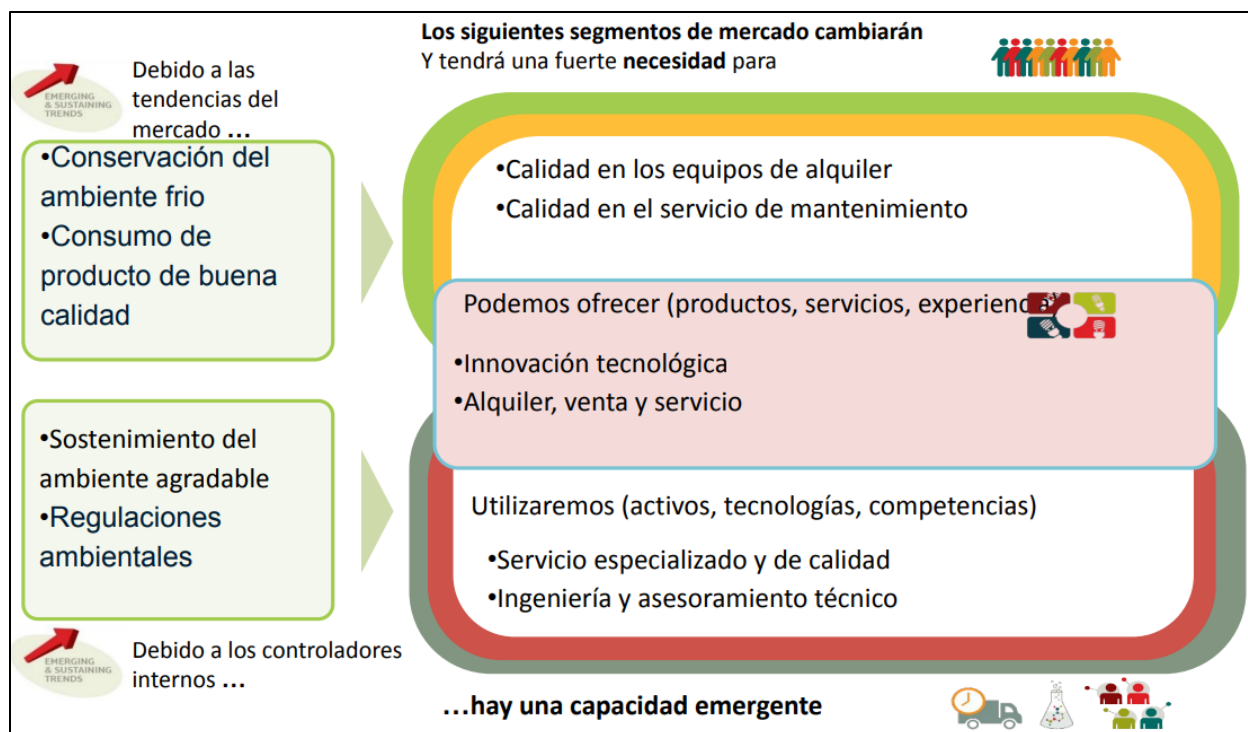 Los siguientes segmentos de mercado cambiarán
Y tendrá una fuerte necesidad para
EMERGING
& SUSTAINING
TRENDS
Debido a las
tendencias del
mercado ...
•Conservación del
ambiente frio
•Consumo de
producto de buena
calidad
•Calidad en los equipos de alquiler
•Calidad en el servicio de mantenimiento
Podemos ofrecer (productos, servicios, experiencia
•Innovación tecnológica
•Alquiler, venta y servicio
•Sostenimiento del
ambiente agradable
•Regulaciones
ambientales
Utilizaremos (activos, tecnologías, competencias)
•Servicio especializado y de calidad
•Ingeniería y asesoramiento técnico
EMERGING
& SUSTAINING
TRENDS
Debido a los controladores
internos ...
...hay una capacidad emergente